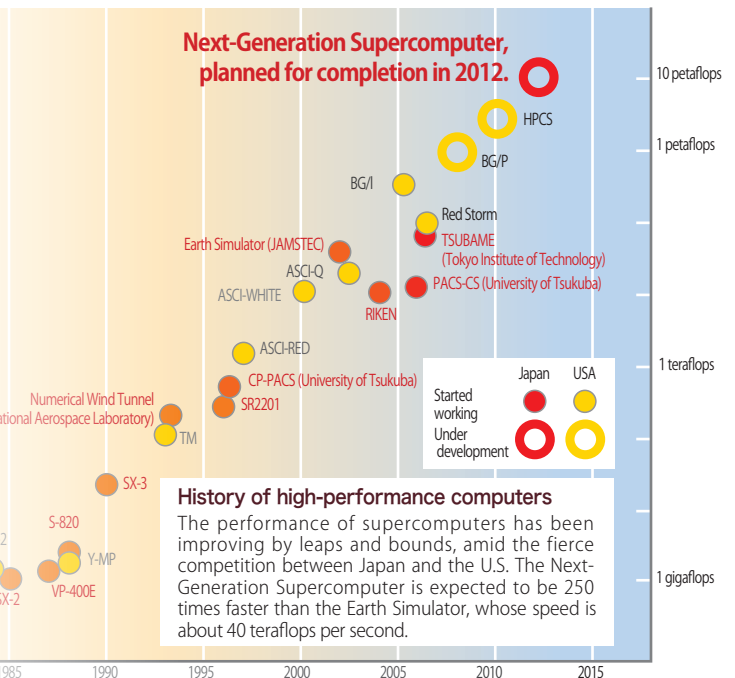 Next-Generation Supercomputer,
planned for completion in 2012.
10 petaflops
HPCS
1 petaflops
BG/P
BG/l
Red Storm
TSUBAME
(Tokyo Institute of Technology)
Earth Simulator (JAMSTEC)
ASCI-Q
PACS-CS (University of Tsukuba)
ASCI-WHITE
RIKEN
ASCI-RED
1 teraflops
CP-PACS (University of Tsukuba)
SR2201
Numerical Wind Tunnel
Aerospace Laboratory)
TM
Japan USA
Started
working
Under
development
SX-3
S-820
Y-MP
VP-400E
SX-2
1 gigaflops
History of high-performance computers
The performance of supercomputers has been
improving by leaps and bounds, amid the fierce
competition between Japan and the U.S. The Next-
Generation Supercomputer is expected to be 250
times faster than the Earth Simulator, whose speed is
about 40 teraflops per second.
1985 1990 1995 2000 2005 2010 2015